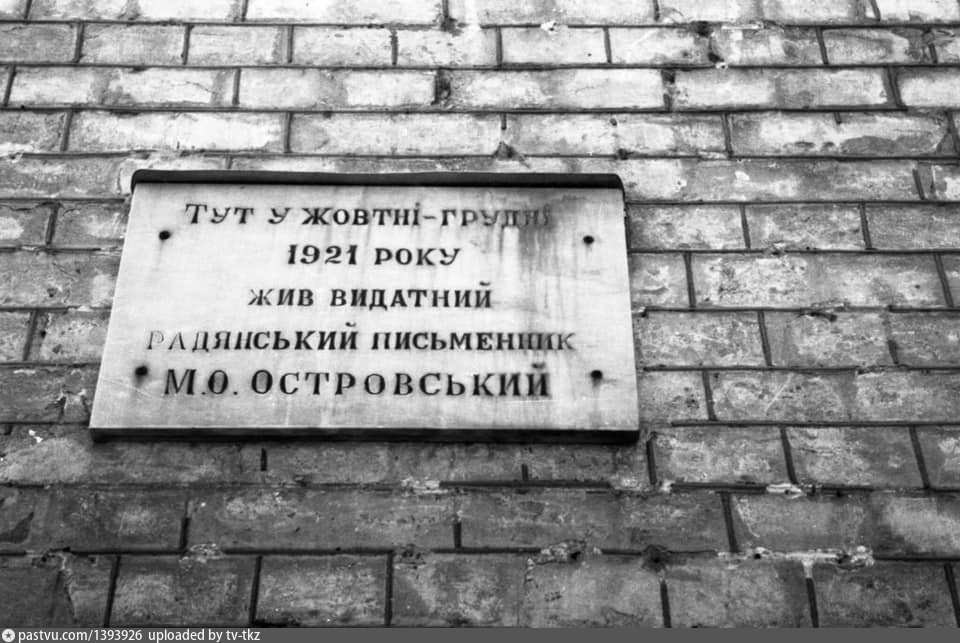 Тут у жовтні-грудні
1921 року
жив видатний
радянський письменник
М.О. Островський
pastvu.com/1393926 uploaded by tv-tkz